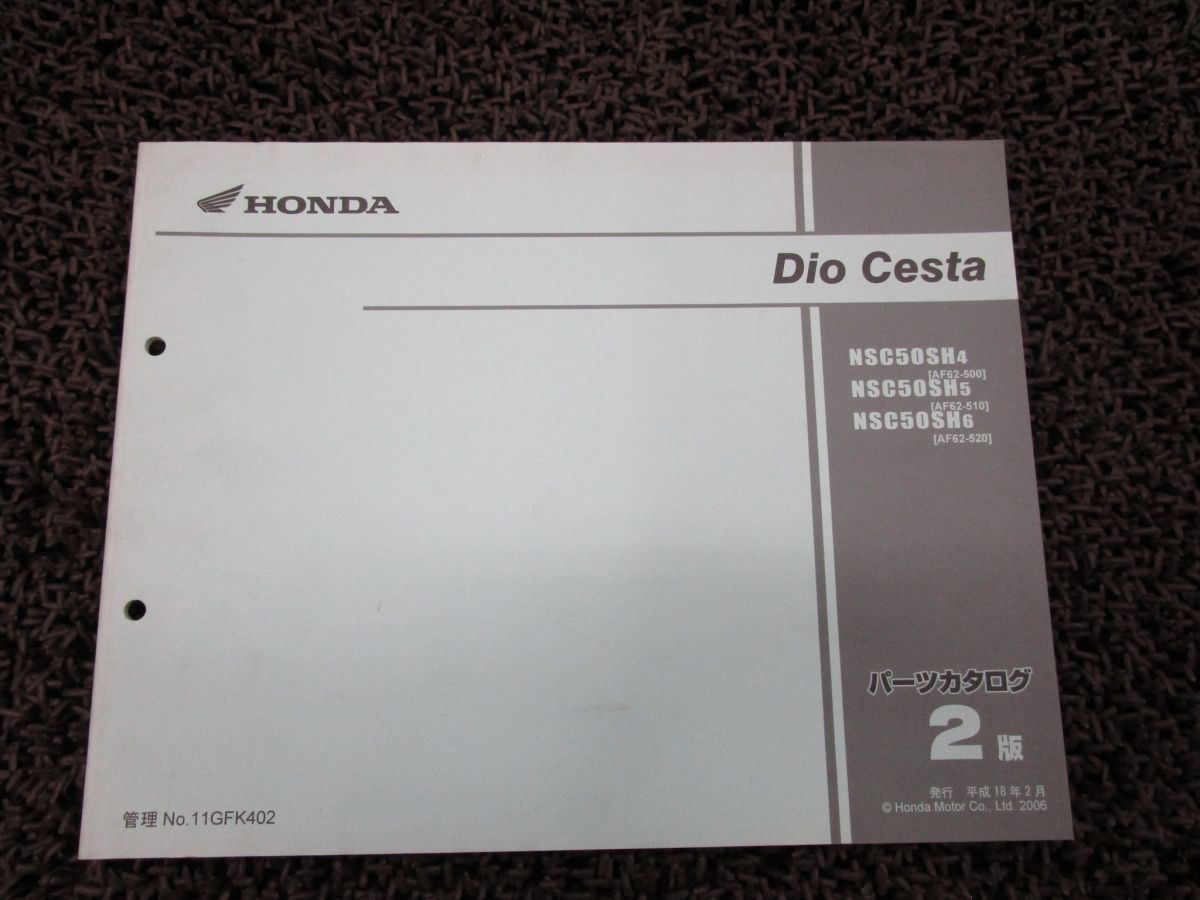 HONDA
Dio Cesta
NSC50SH4
[AF62-500]
NSC50SH5
[AF62-510]
NSC50SH6
[AF62-520]
パーツカタログ
2版
発行 平成18年2月
© Honda Motor Co., Ltd. 2006
管理 No.11GFK402